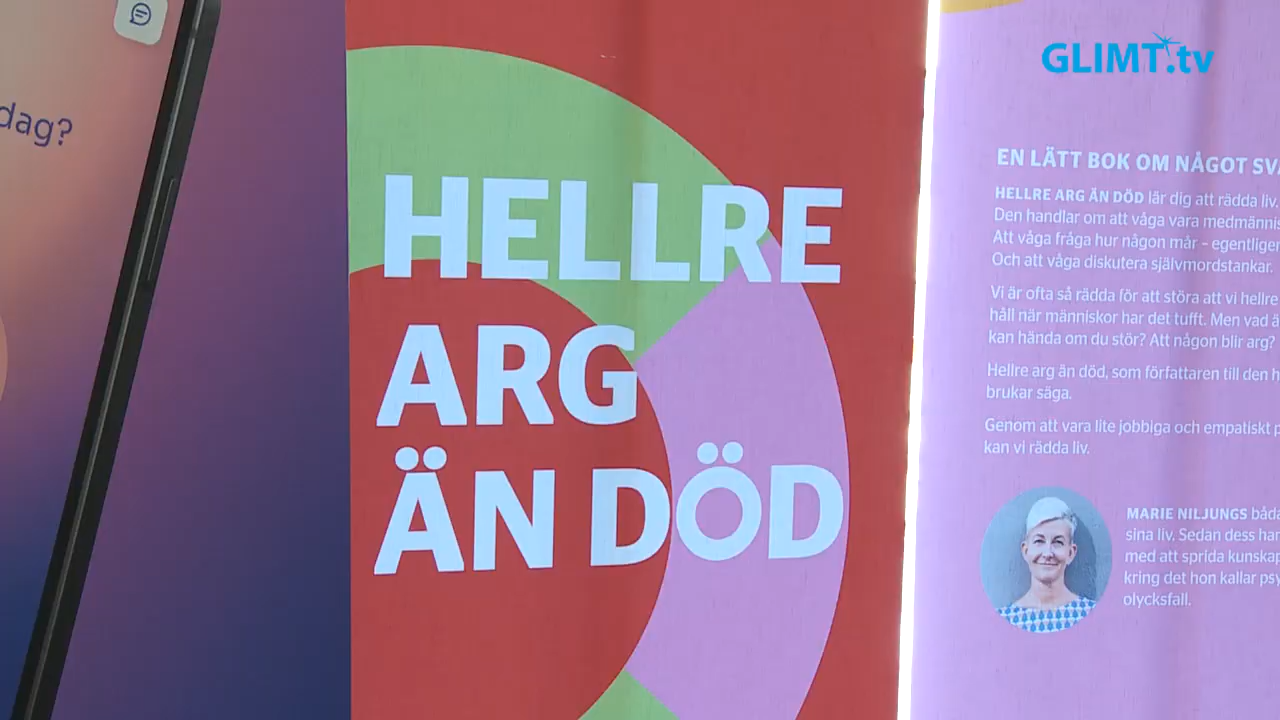 dag?
HELLRE
ARG
ÄN DÖD
GLIMT.tv
EN LÄTT BOK OM NÅGOT
HELLRE ARG ÄN DÖD lär dig att rädda liv.
Den handlar om att våga vara
Att våga fråga hur någon mår – egentligen
Och att våga diskutera självmordstankar.
Vi är ofta så rädda för att störa att vi hellre
håll när människor har det tufft. Men vad
kan hända om du stör? Att någon blir arg?
Hellre arg än död, som författaren till den
brukar säga.
Genom att vara lite jobbiga och empatiskt
kan vi rädda liv.
MARIE NILJUNGS
sina liv. Sedan dess har
med att sprida
kring det hon kallar
olycksfall.